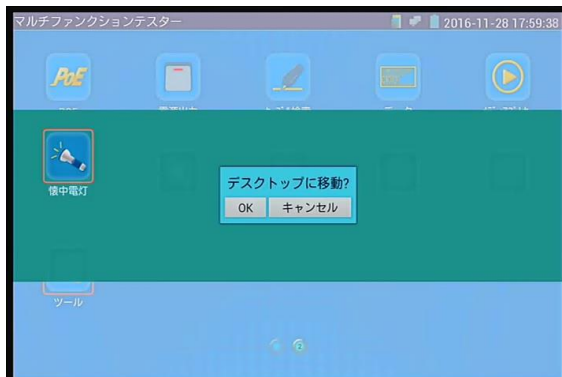 マルチファンクションテスター 2016-11-28 17:59:38
PoE
懐中電灯
デスクトップに移動?
OK キャンセル
ツール